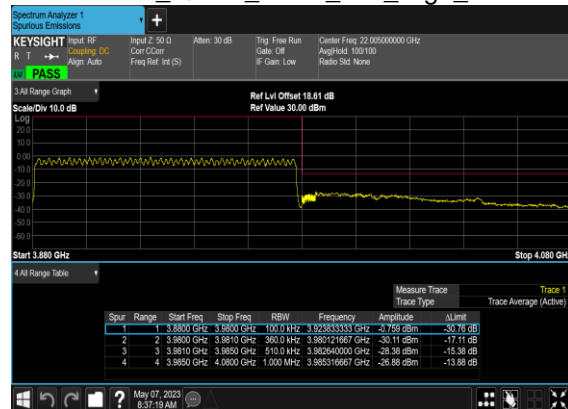 Spectrum Analyzer 1
Spurious Emissions
+
KEYSIGHT
R T
Input: RF
Coupling: DC
Align: Auto
Input Z: 50 Ω
Corr CCorr
Freq Ref: Int (S)
Atten: 30 dB
Trig: Free Run
Gate: Off
IF Gain: Low
Center Freq: 22.005000000 GHz
Avg|Hold: 100/100
Radio Std: None
PASS
3 All Range Graph
Ref Lvl Offset 18.61 dB
Scale/Div 10.0 dB
Ref Value 30.00 dBm
Log
20.0
10.0
0.00
-10.0
-20.0
-30.0
-40.0
-50.0
-60.0
Start 3.880 GHz
Stop 4.080 GH
4 All Range Table
Measure Trace Trace 1
Trace Type Trace Average (Active)
Spur Range Start Freq Stop Freq RBW Frequency Amplitude ΔLimit
1 1 3.8800 GHz 3.9800 GHz 100.0 kHz 3.923833333 GHz -0.759 dBm -30.76 dB
2 2 3.9800 GHz 3.9810 GHz 360.0 kHz 3.980121667 GHz -30.11 dBm -17.11 dB
3 3 3.9810 GHz 3.9850 GHz 510.0 kHz 3.982640000 GHz -28.38 dBm -15.38 dB
4 4 3.9850 GHz 4.0800 GHz 1.000 MHz 3.985316667 GHz -26.88 dBm -13.88 dB
?
May 07, 2023
8:37:19 AM